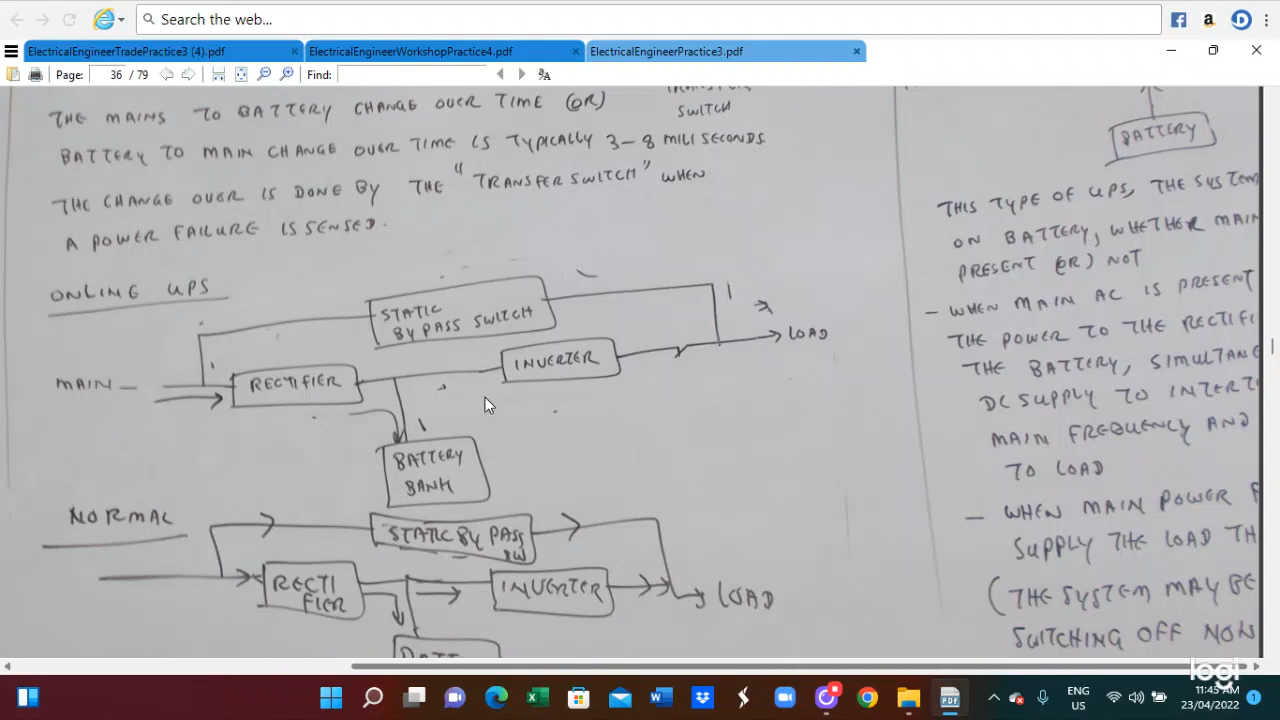 Search the web...
ElectricalEngineerTradePractice3 (4).pdf
ElectricalEngineerWorkshopPractice4.pdf
ElectricalEngineerPractice3.pdf
Page: 36 / 79
Find:
THE MAINS TO BATTERY CHANGE OVER TIME (OR)
BATTERY TO MAIN CHANGE OVER TIME IS TYPICALLY 3-8 MILISECONDS
THE CHANGE OVER IS DONE BY THE "TRANSFER SWITCH" WHEN
A POWER FAILURE IS SENSED.
SWITCH
ONLINE UPS
STATIC
BY PASS SWITCH
MAIN
RECTIFIER
INVERTER
LOAD
BATTERY
BANK
NORMAL
STATIC BY PASS
SW
RECTI
FIER
INVERTER
LOAD
BATTERY
THIS TYPE OF UPS, THE SYSTEM
ON BATTERY, WHETHER MAIN
PRESENT (OR) NOT
- WHEN MAIN AC IS PRESENT
THE POWER TO THE RECTIFI
THE BATTERY, SIMULTANE
DC SUPPLY TO INTERTE
MAIN FREQUENCY AND
TO LOAD
- WHEN MAIN POWER F
SUPPLY THE LOAD TH
(THE SYSTEM MAY BE
SWITCHING OFF
logi
ENG
US
11:45 AM
23/04/2022